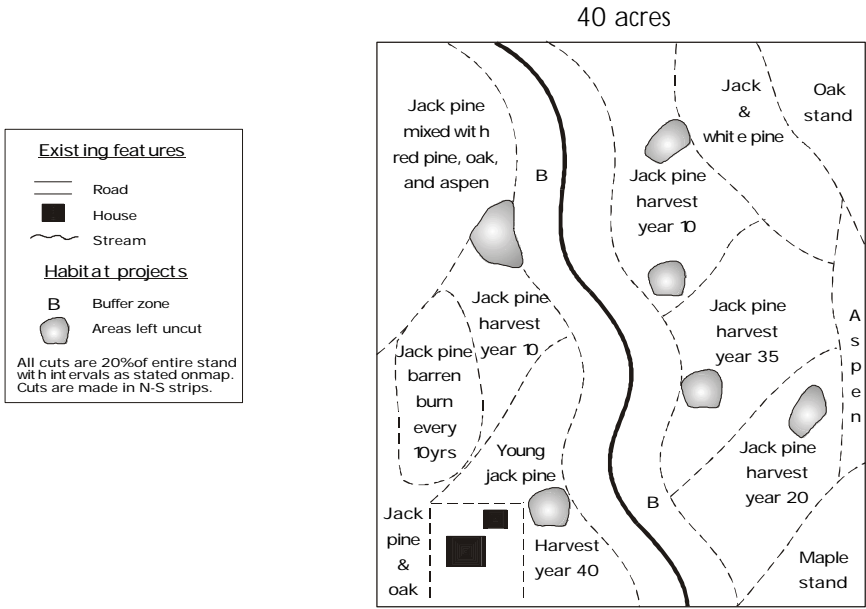 40 acres
Existing features
Road
House
Stream
Habitat projects
B Buffer zone
Areas left uncut
All cuts are 20% of entire stand
with intervals as stated onmap.
Cuts are made in N-S strips.
Jack pine
mixed with
red pine, oak,
and aspen
B
Jack
&
white pine
Oak
stand
Jack pine
harvest
year 10
Jack pine
harvest
year 10
Jack pine
harvest
year 35
A
s
p
e
n
Jack pine
barren
burn
every
10yrs
Young
jack pine
Jack pine
harvest
year 20
B
Jack
pine
&
oak
Harvest
year 40
Maple
stand